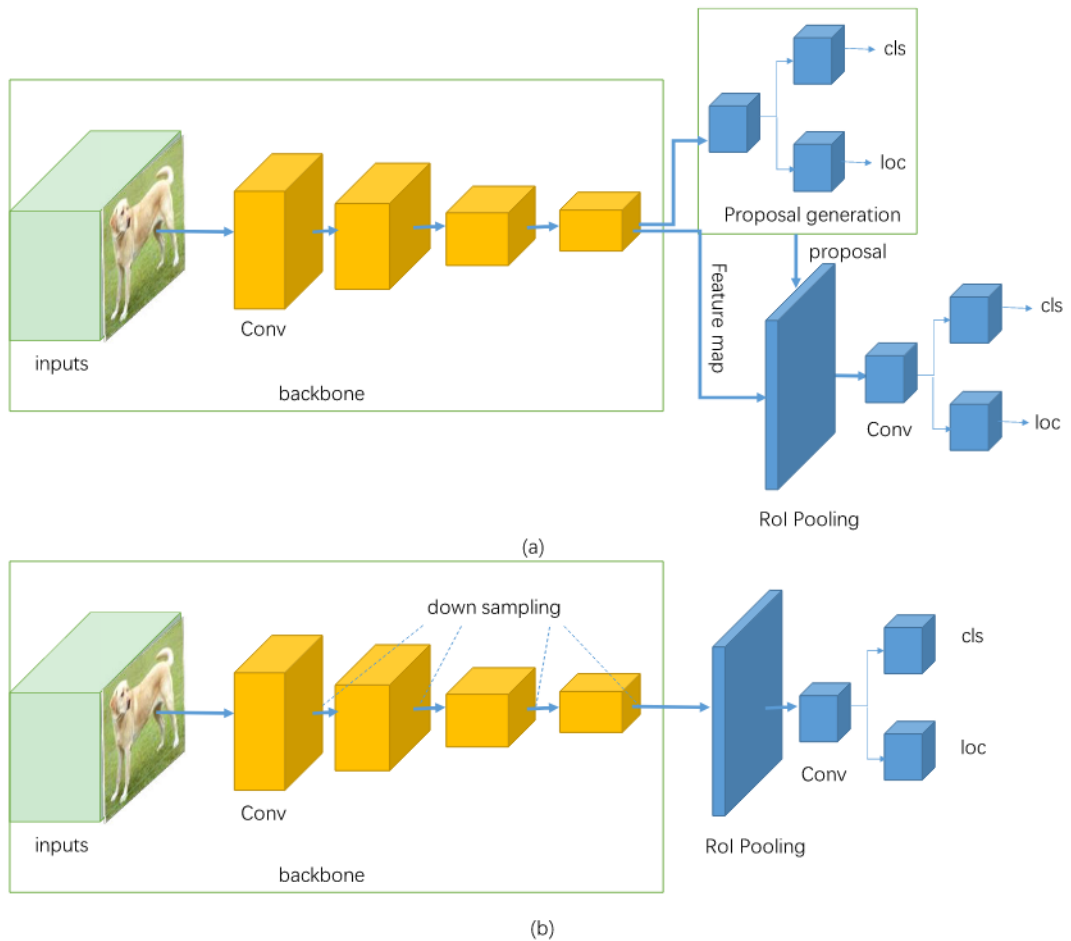 cls
loc
Proposal generation
proposal
Feature map
Conv
inputs
backbone
cls
loc
Conv
RoI Pooling
(a)
down sampling
cls
loc
Conv
Conv
inputs
RoI Pooling
backbone
(b)